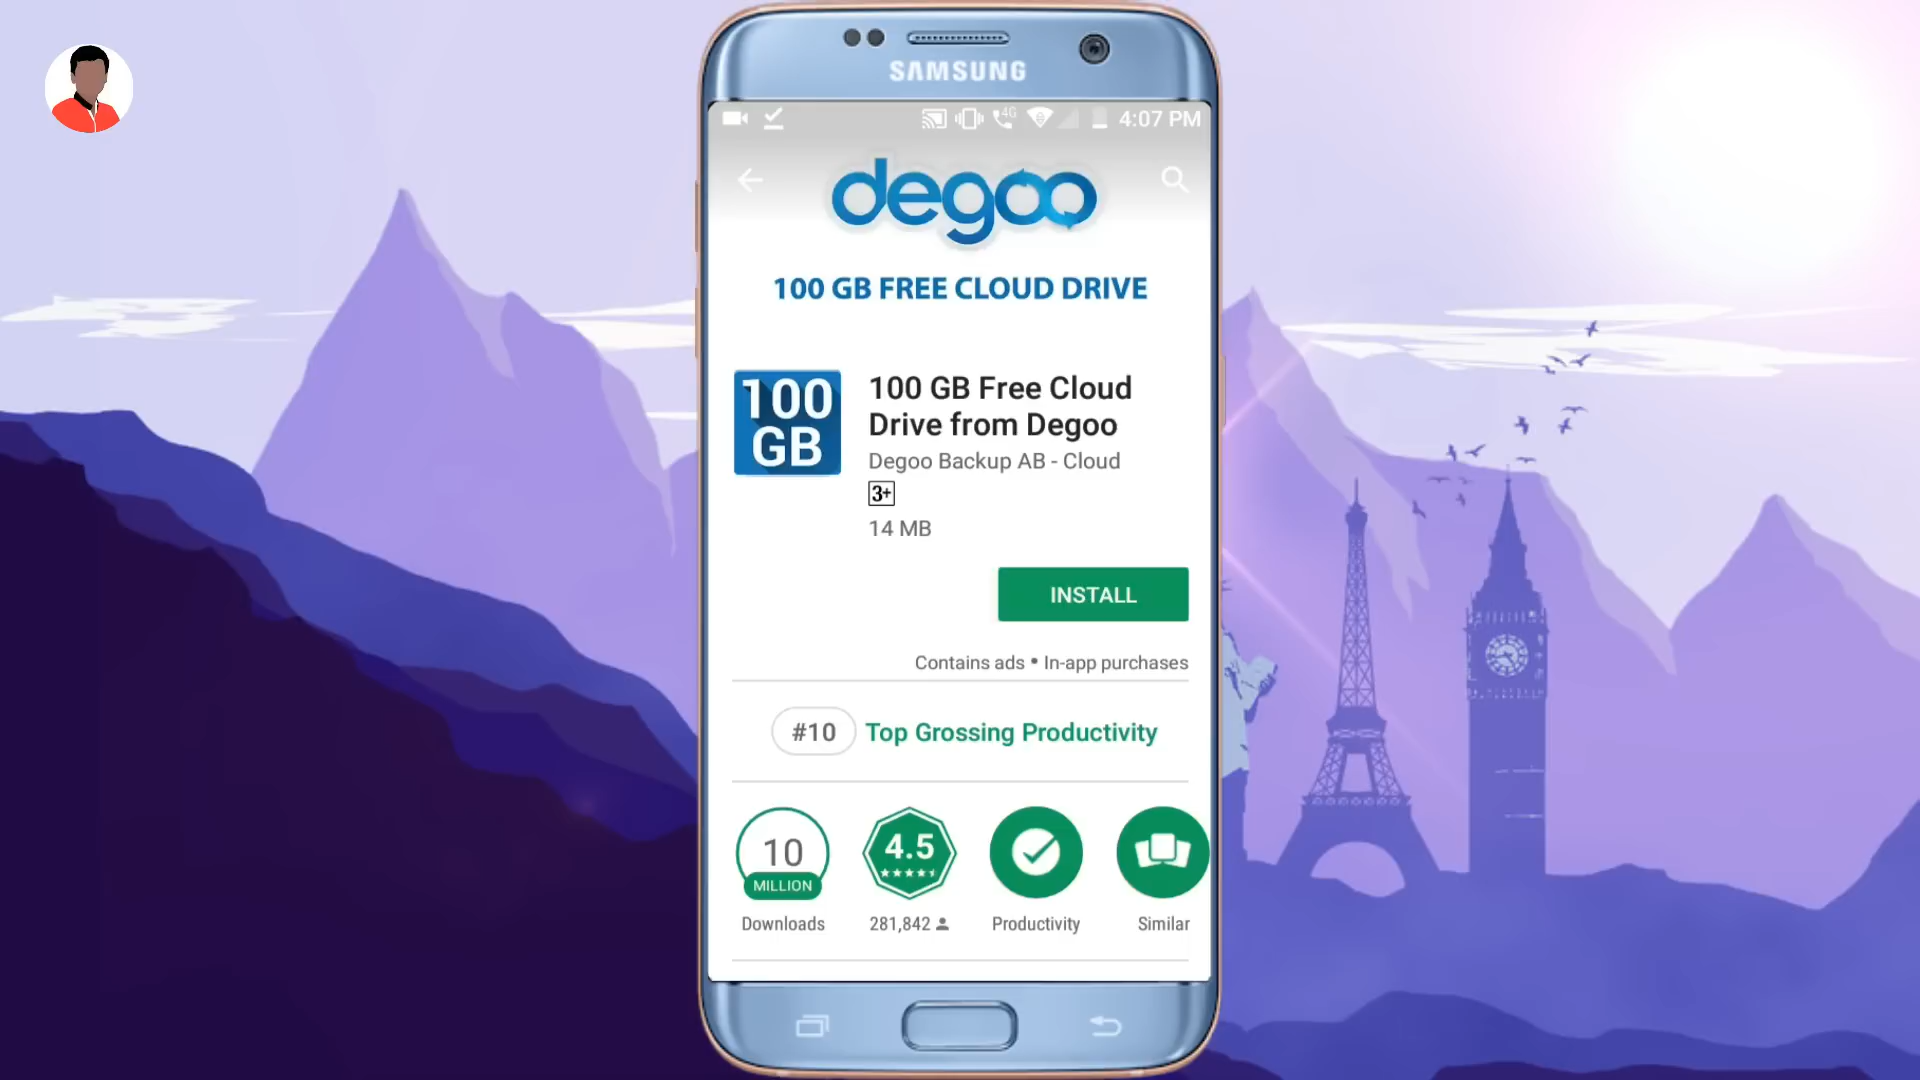 SAMSUNG
4G
4:07 PM
degoo
100 GB FREE CLOUD DRIVE
100
GB
100 GB Free Cloud
Drive from Degoo
Degoo Backup AB - Cloud
3+
14 MB
INSTALL
Contains ads • In-app purchases
#10 Top Grossing Productivity
10
MILLION
Downloads
4.5
281,842
Productivity
Similar